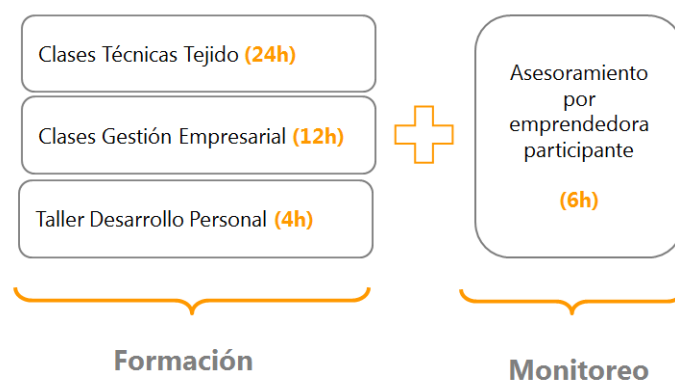 Clases Técnicas Tejido (24h)
Clases Gestión Empresarial (12h)
Taller Desarrollo Personal (4h)
Asesoramiento
por
emprendedora
participante
(6h)
Formación
Monitoreo